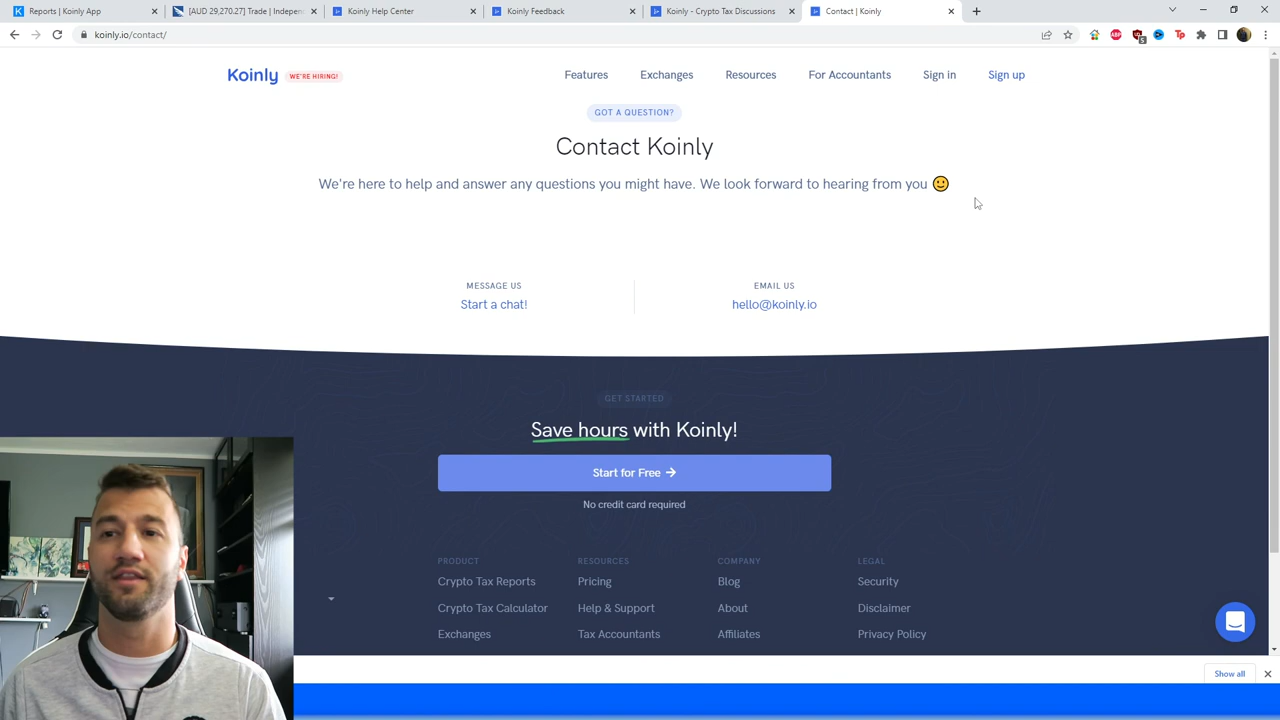 Reports | Koinly App
[AUD 29,270.27] Trade | Indepen
Koinly Help Center
Koinly Feedback
Koinly - Crypto Tax Discussions
Contact | Koinly
koinly.io/contact/
ABP
5
Tp
Koinly
WE'RE HIRING!
Features
Exchanges
Resources
For Accountants
Sign in
Sign up
GOT A QUESTION?
Contact Koinly
We're here to help and answer any questions you might have. We look forward to hearing from you
MESSAGE US
Start a chat!
EMAIL US
hello@koinly.io
GET STARTED
Save hours with Koinly!
Start for Free →
No credit card required
PRODUCT
Crypto Tax Reports
Crypto Tax Calculator
Exchanges
RESOURCES
Pricing
Help & Support
Tax Accountants
COMPANY
Blog
About
Affiliates
LEGAL
Security
Disclaimer
Privacy Policy
Show all